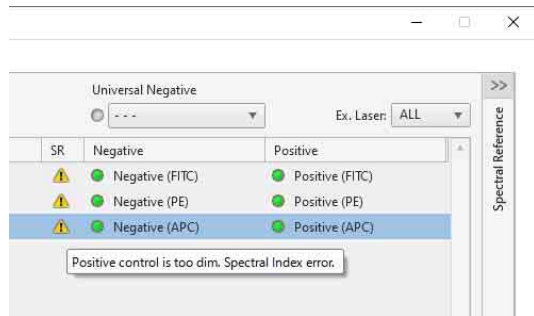 Universal Negative
- - -
Ex. Laser: ALL
>>
Spectral Reference
SR Negative Positive
Negative (FITC) Positive (FITC)
Negative (PE) Positive (PE)
Negative (APC) Positive (APC)
Positive control is too dim. Spectral Index error.